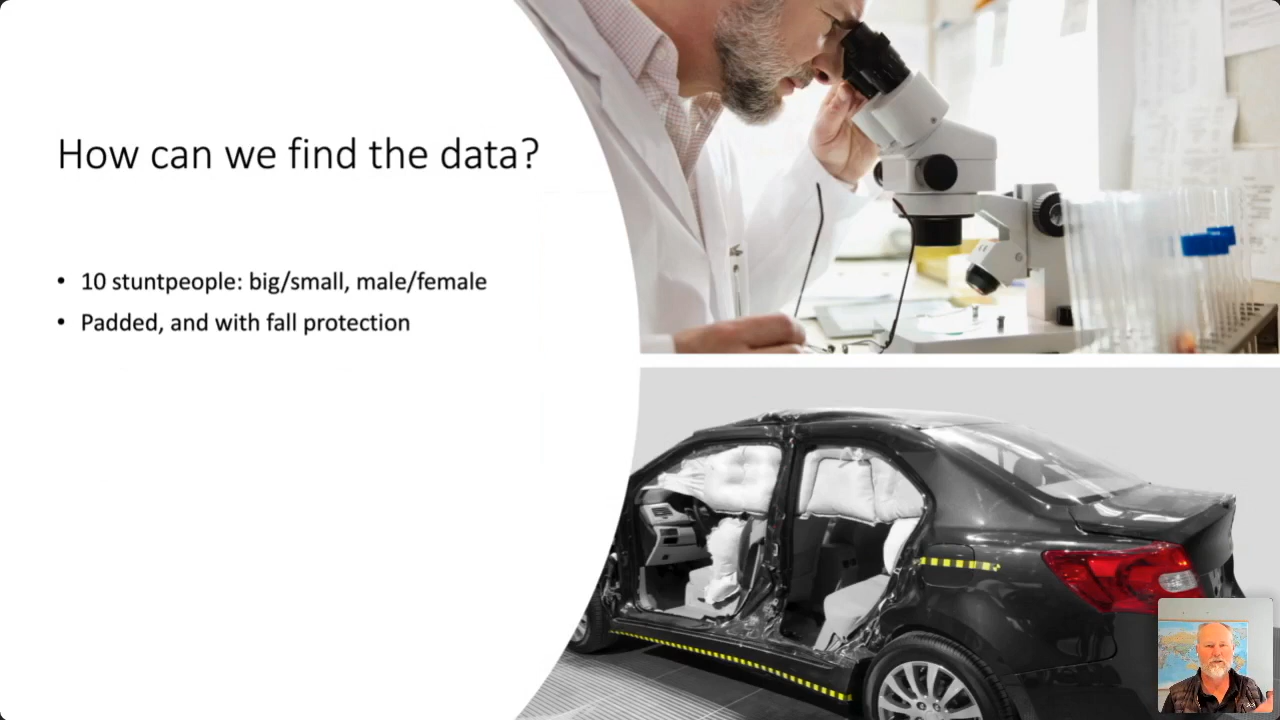 How can we find the data?
• 10 stuntpeople: big/small, male/female
• Padded, and with fall protection